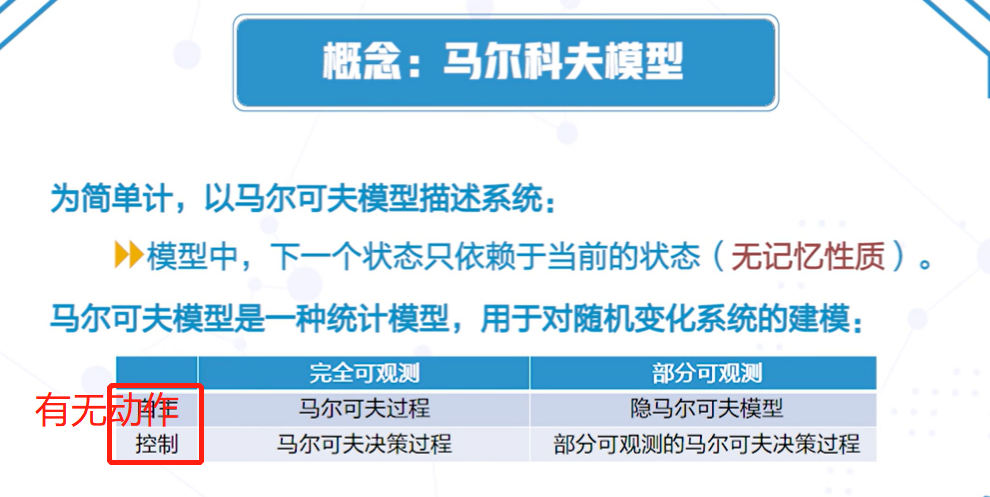 概念：马尔科夫模型
为简单计，以马尔可夫模型描述系统：
模型中，下一个状态只依赖于当前的状态（无记忆性质）。
马尔可夫模型是一种统计模型，用于对随机变化系统的建模：
完全可观测 部分可观测
有无动作 自主 马尔可夫过程 隐马尔可夫模型
控制 马尔可夫决策过程 部分可观测的马尔可夫决策过程